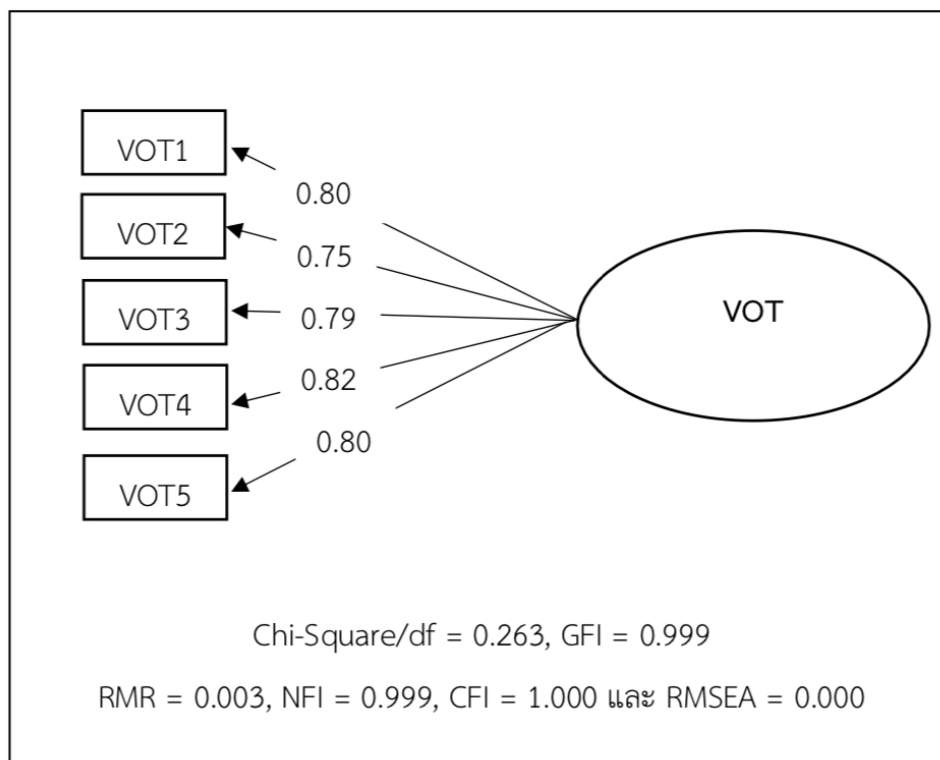 VOT1
0.80
VOT2
0.75
VOT3
0.79
VOT
VOT4
0.82
VOT5
0.80
Chi-Square/df = 0.263, GFI = 0.999
RMR = 0.003, NFI = 0.999, CFI = 1.000 และ RMSEA = 0.000